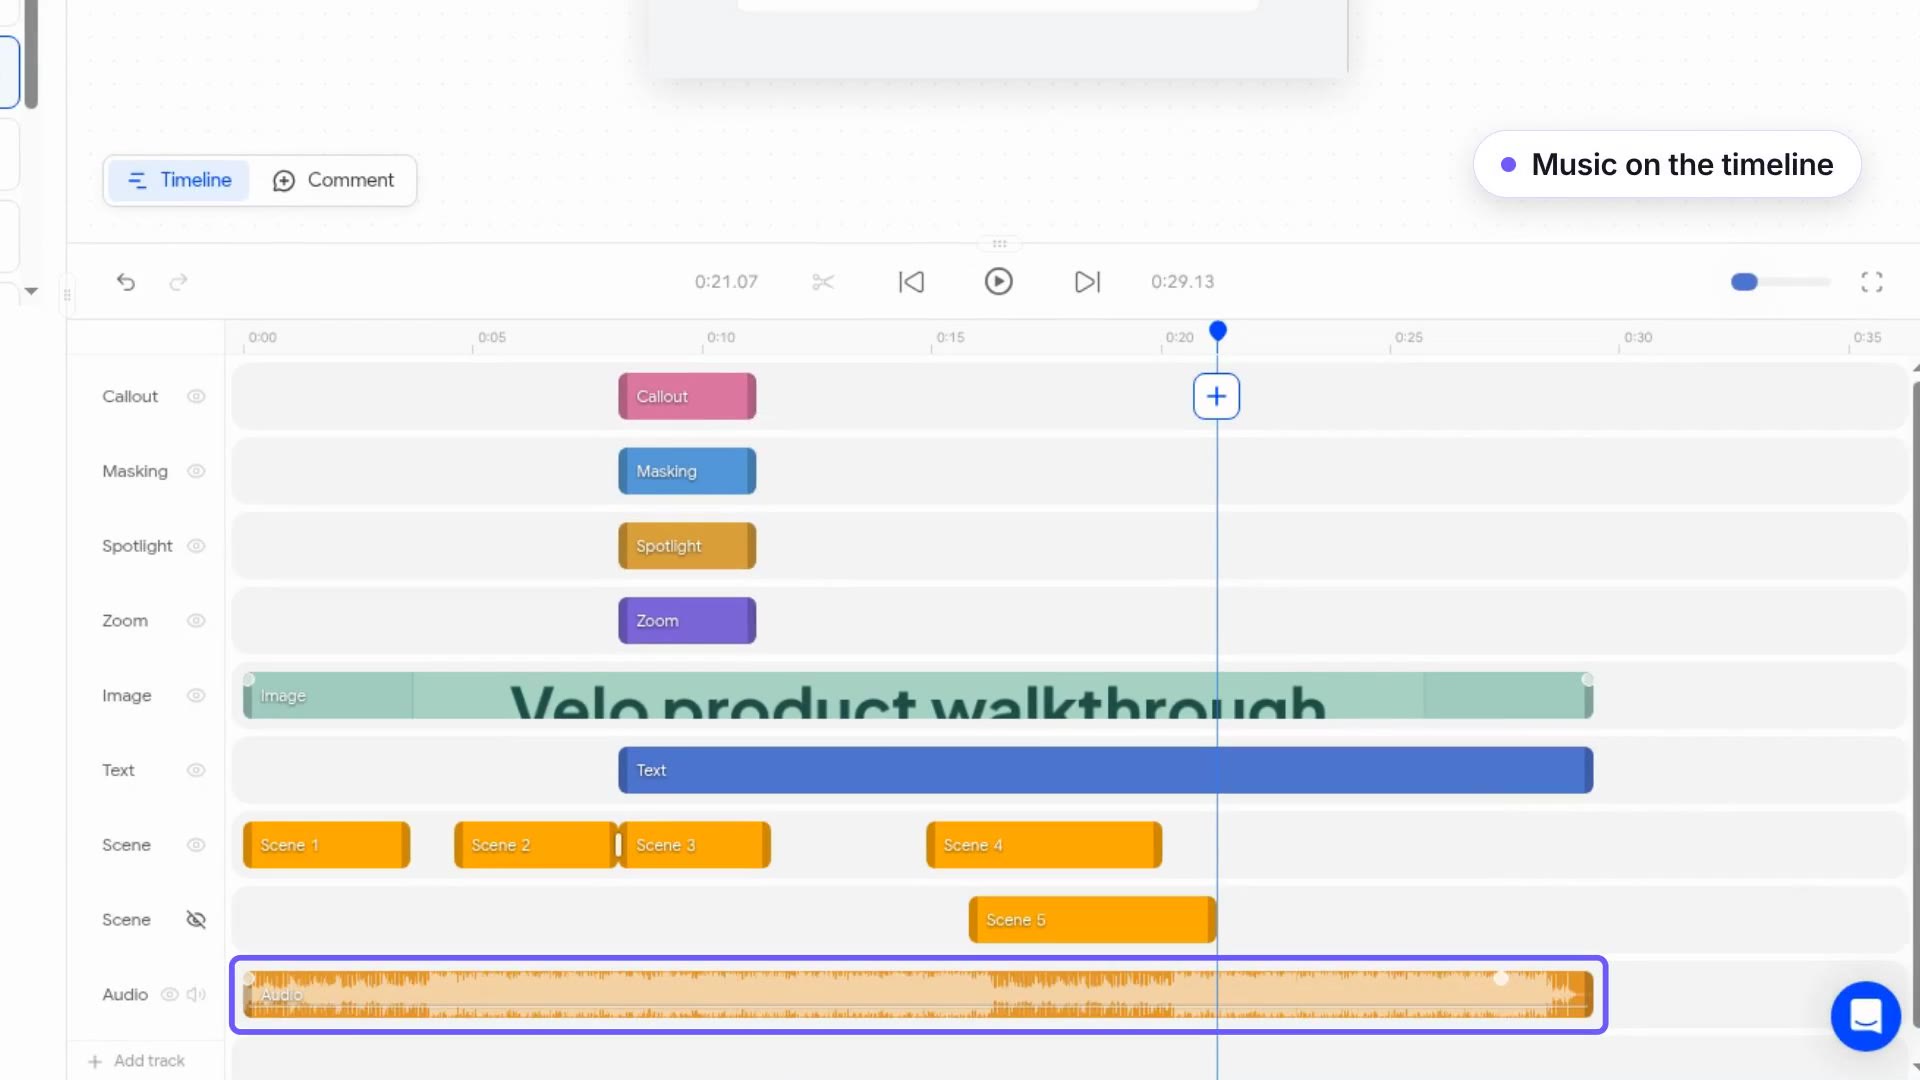 Timeline
Comment
Music on the timeline
0:21.07
0:29.13
0:00 0:05 0:10 0:15 0:20 0:25 0:30 0:35
Callout Callout
Masking Masking
Spotlight Spotlight
Zoom Zoom
Image Image Velo product walkthrough
Text Text
Scene Scene 1 Scene 2 Scene 3 Scene 4
Scene Scene 5
Audio Audio
Add track